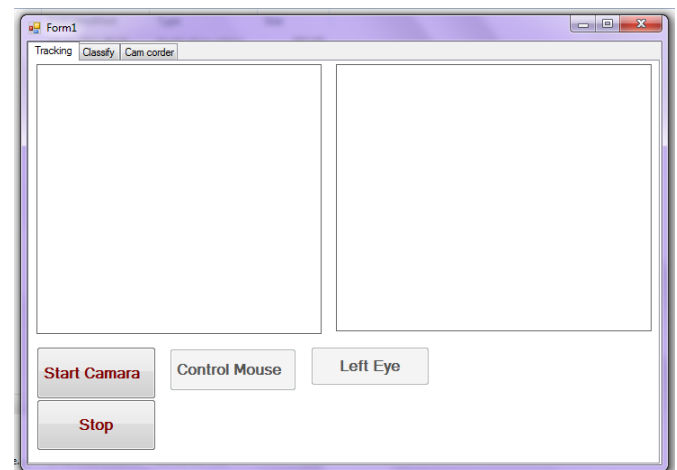 Form1
Tracking Classify Cam corder
Start Camara Control Mouse Left Eye
Stop